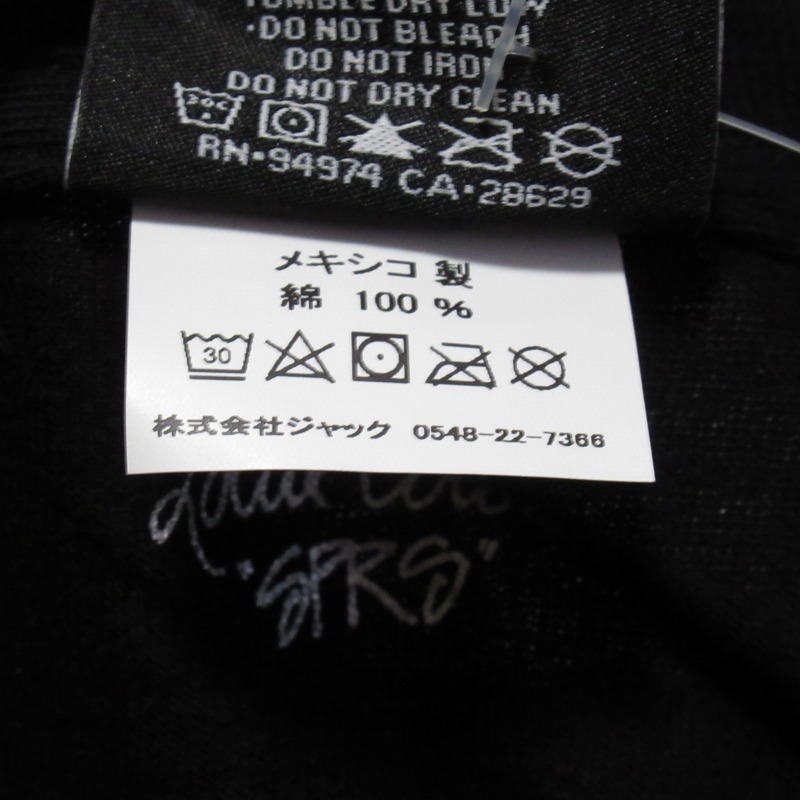 TUMBLE DRY LOW
·DO NOT BLEACH
DO NOT IRON
DO NOT DRY CLEAN
RN·94974 CA·28629
メキシコ 製
綿 100 %
30
株式会社ジャック 0548-22-7366
"SPRS"